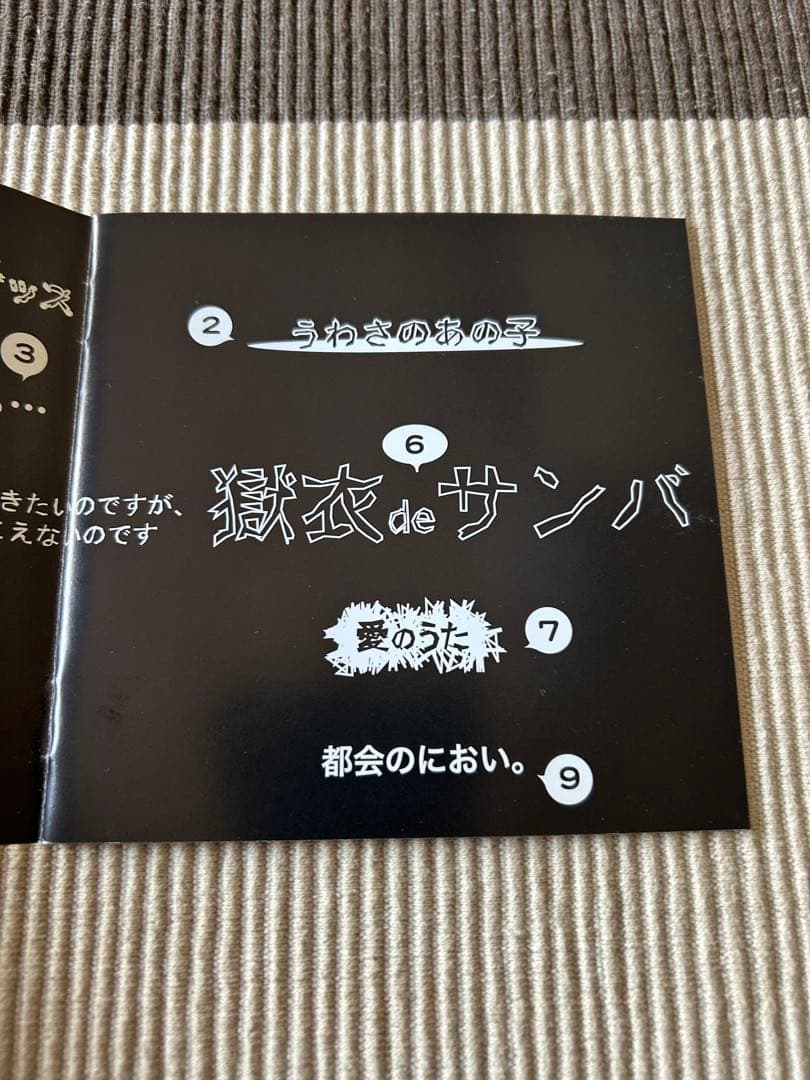 ッス
3
…
きたいのですが、
えないのです
2
うわさのあの子
6
獄衣deサンバ
愛のうた
7
都会のにおい。
9